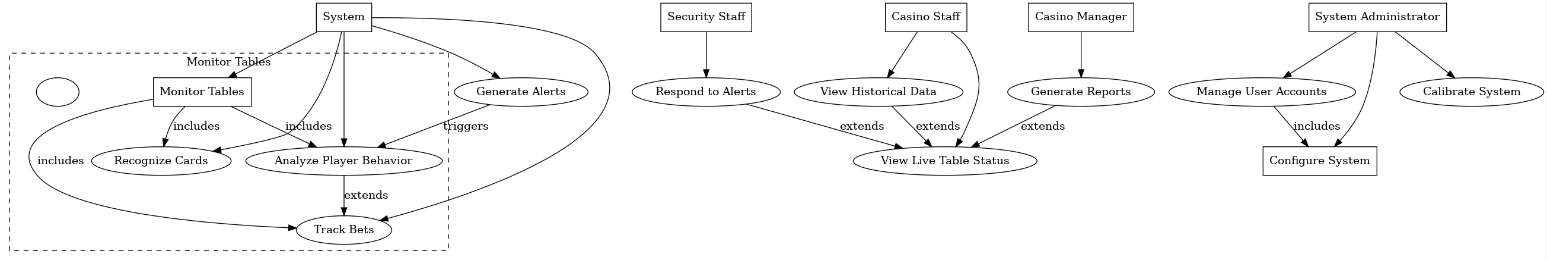 System
Security Staff
Casino Staff
Casino Manager
System Administrator
Monitor Tables
Monitor Tables
Generate Alerts
Respond to Alerts
View Historical Data
Generate Reports
Manage User Accounts
Calibrate System
includes
includes
triggers
extends
extends
extends
includes
includes
Recognize Cards
Analyze Player Behavior
View Live Table Status
Configure System
extends
Track Bets